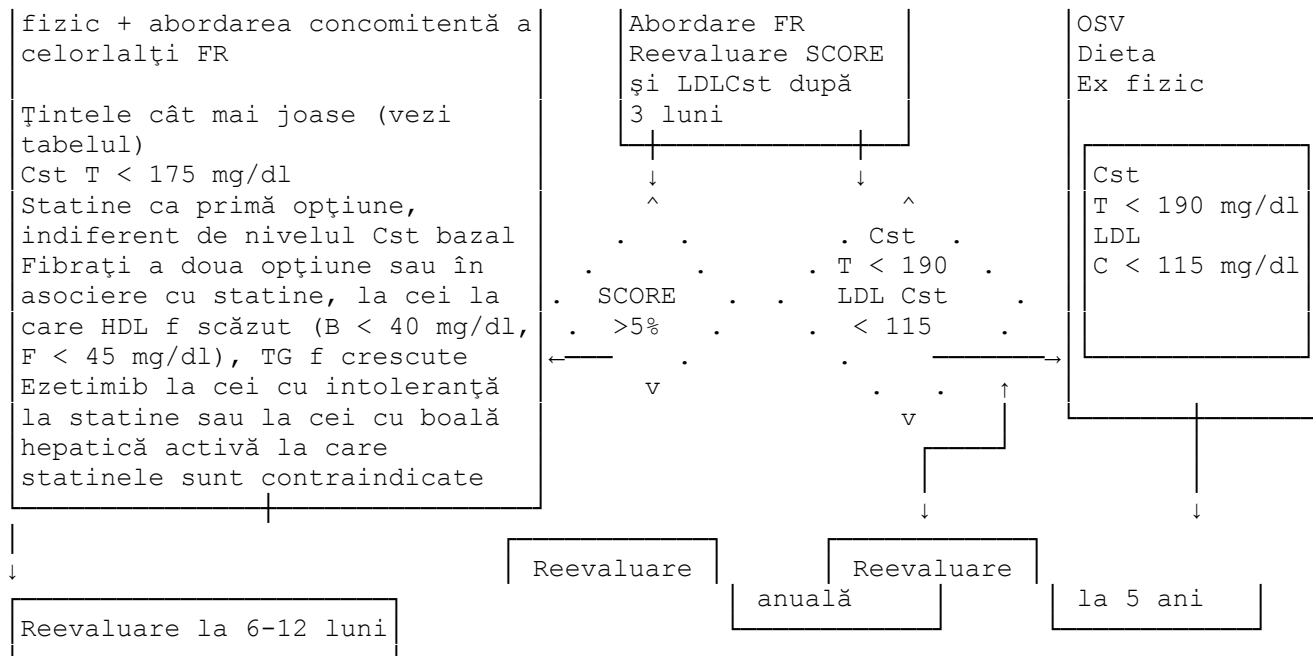 fizic + abordarea concomitentă a
celorlalţi FR
Ţintele cât mai joase (vezi
tabelul)
Cst T < 175 mg/dl
Statine ca primă opţiune,
indiferent de nivelul Cst bazal
Fibraţi a doua opţiune sau în
asociere cu statine, la cei la
care HDL f scăzut (B < 40 mg/dl,
F < 45 mg/dl), TG f crescute
Ezetimib la cei cu intoleranţă
la statine sau la cei cu boală
hepatică activă la care
statinele sunt contraindicate
Abordare FR
Reevaluare SCORE
şi LDLCst după
3 luni
SCORE
>5%
Cst
T < 190
LDL Cst
< 115
OSV
Dieta
Ex fizic
Cst
T < 190 mg/dl
LDL
C < 115 mg/dl
Reevaluare
anuală
Reevaluare
la 5 ani
Reevaluare la 6-12 luni